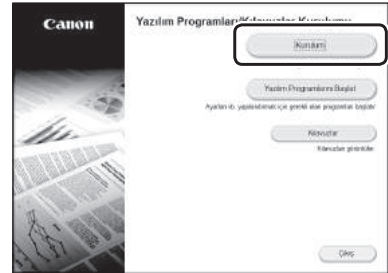 Canon
Yazılım Programları/Kılavuzlar Kurulumu
Kurulum
Yazılım Programlarını Başlat
Ayarları vb. yapılandırmak için gerekli olan programları başlatır
Kılavuzlar
Kılavuzları görüntüler.
Çıkış